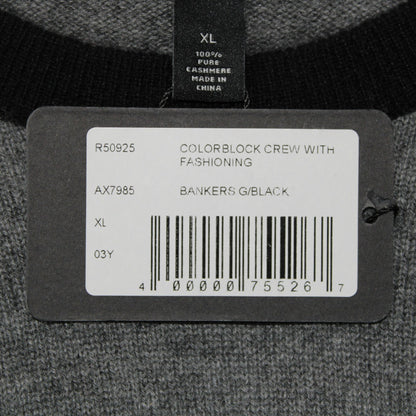 XL
100%
PURE
CASHMERE
MADE IN
CHINA
R50925 COLORBLOCK CREW WITH
FASHIONING
AX7985 BANKERS G/BLACK
XL
03Y
4 00000 75526 7